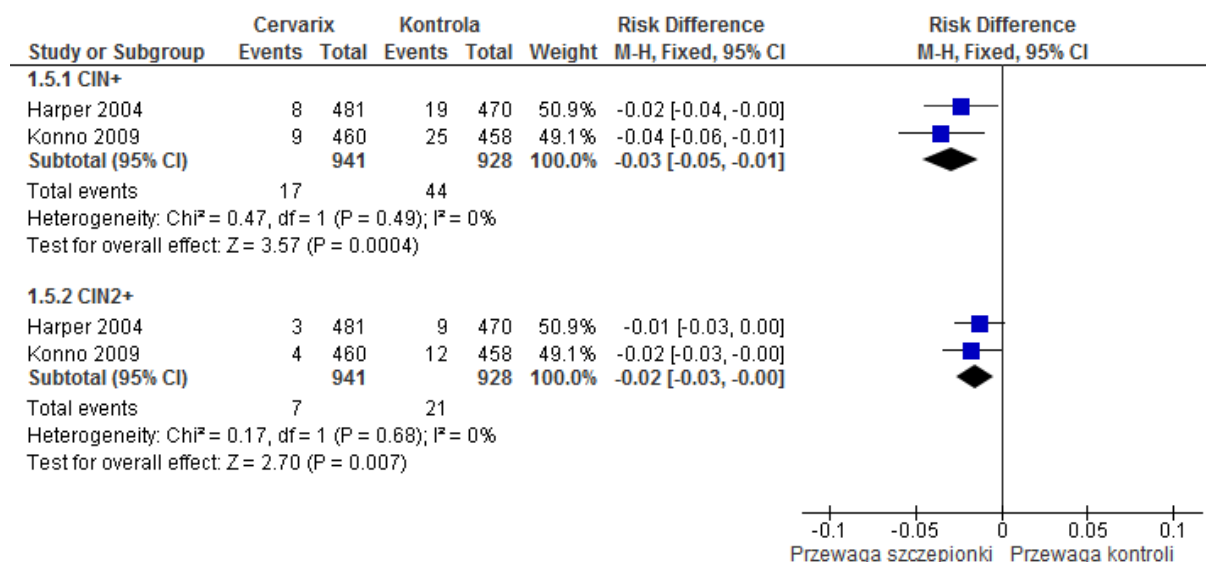 Cervarix Kontrola Risk Difference Risk Difference
Study or Subgroup Events Total Events Total Weight M-H, Fixed, 95% CI M-H, Fixed, 95% CI
1.5.1 CIN+
Harper 2004 8 481 19 470 50.9% -0.02 [-0.04, -0.00]
Konno 2009 9 460 25 458 49.1% -0.04 [-0.06, -0.01]
Subtotal (95% CI) 941 928 100.0% -0.03 [-0.05, -0.01]
Total events 17 44
Heterogeneity: Chi² = 0.47, df = 1 (P = 0.49); I² = 0%
Test for overall effect: Z = 3.57 (P = 0.0004)
1.5.2 CIN2+
Harper 2004 3 481 9 470 50.9% -0.01 [-0.03, 0.00]
Konno 2009 4 460 12 458 49.1% -0.02 [-0.03, -0.00]
Subtotal (95% CI) 941 928 100.0% -0.02 [-0.03, -0.00]
Total events 7 21
Heterogeneity: Chi² = 0.17, df = 1 (P = 0.68); I² = 0%
Test for overall effect: Z = 2.70 (P = 0.007)
-0.1 -0.05 0 0.05 0.1
Przewaga szczepionki Przewaga kontroli